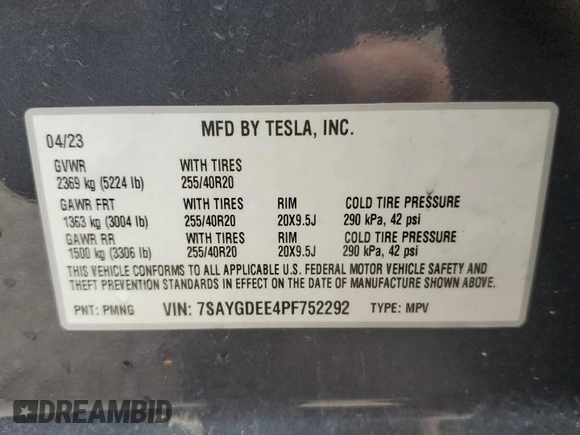 MFD BY TESLA, INC.
04/23
GVWR WITH TIRES
2369 kg (5224 lb) 255/40R20
GAWR FRT WITH TIRES RIM COLD TIRE PRESSURE
1363 kg (3004 lb) 255/40R20 20X9.5J 290 kPa, 42 psi
GAWR RR WITH TIRES RIM COLD TIRE PRESSURE
1500 kg (3306 lb) 255/40R20 20X9.5J 290 kPa, 42 psi
THIS VEHICLE CONFORMS TO ALL APPLICABLE U.S. FEDERAL MOTOR VEHICLE SAFETY AND
THEFT PREVENTION STANDARDS IN EFFECT ON THE DATE OF MANUFACTURE SHOWN ABOVE.
PNT: PMNG VIN: 7SAYGDEE4PF752292 TYPE: MPV
DREAMBID